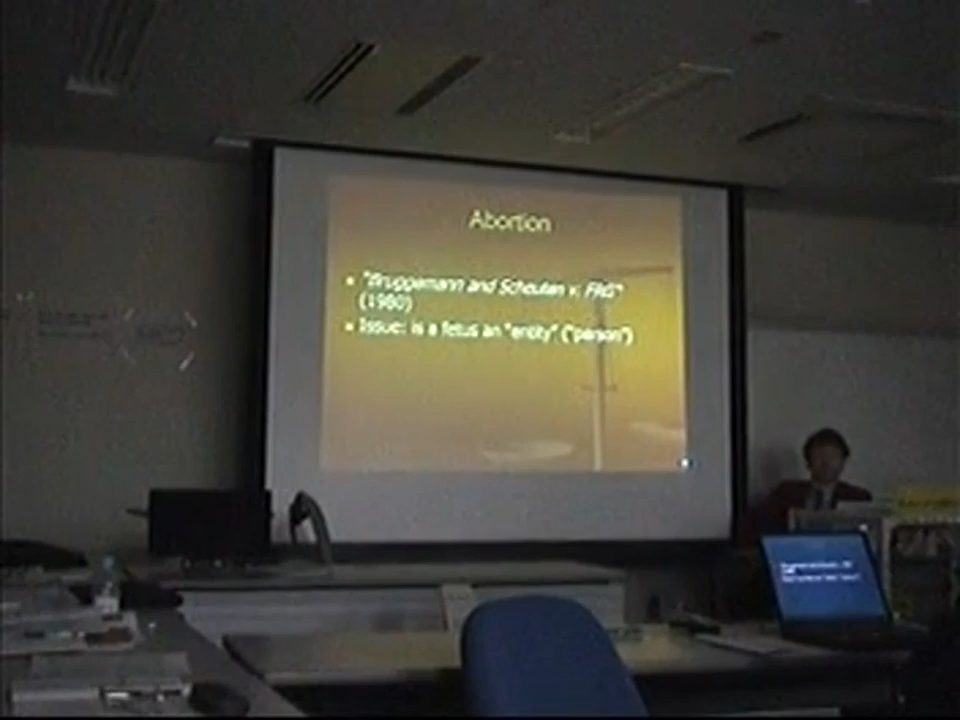 Abortion
"Bruggemann and Scheuten v. FRG"
(1980)
Issue: is a fetus an "entity" ("person")